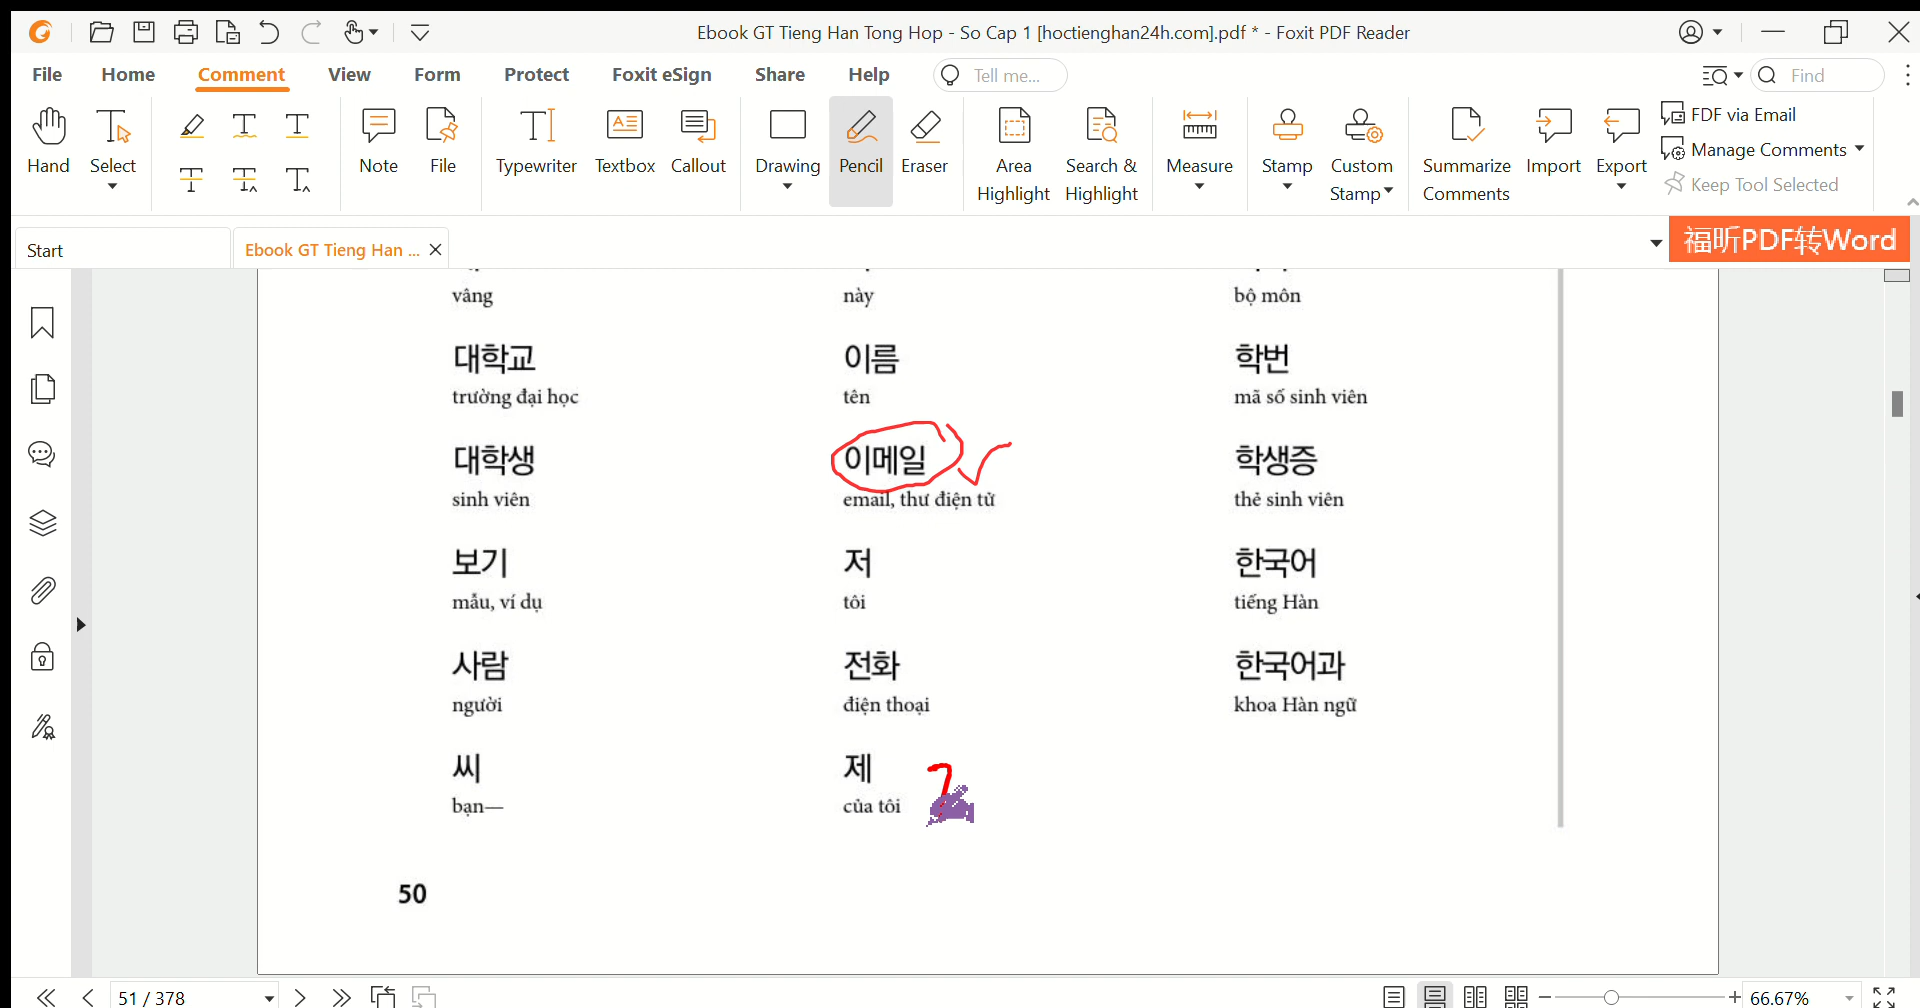 Ebook GT Tieng Han Tong Hop - So Cap 1 [hoctienghan24h.com].pdf * - Foxit PDF Reader
File Home Comment View Form Protect Foxit eSign Share Help Tell me... Find
Hand Select Note File Typewriter Textbox Callout Drawing Pencil Eraser Area Highlight Search & Highlight Measure Stamp Custom Stamp Summarize Comments Import Export
FDF via Email
Manage Comments
Keep Tool Selected
Start Ebook GT Tieng Han ... 福昕PDF转Word
vâng này bộ môn
대학교 이름 학번
trường đại học tên mã số sinh viên
대학생 이메일 학생증
sinh viên email, thư điện tử thẻ sinh viên
보기 저 한국어
mẫu, ví dụ tôi tiếng Hàn
사람 전화 한국어과
người điện thoại khoa Hàn ngữ
씨 제
bạn— của tôi
50
51 / 378 66.67%